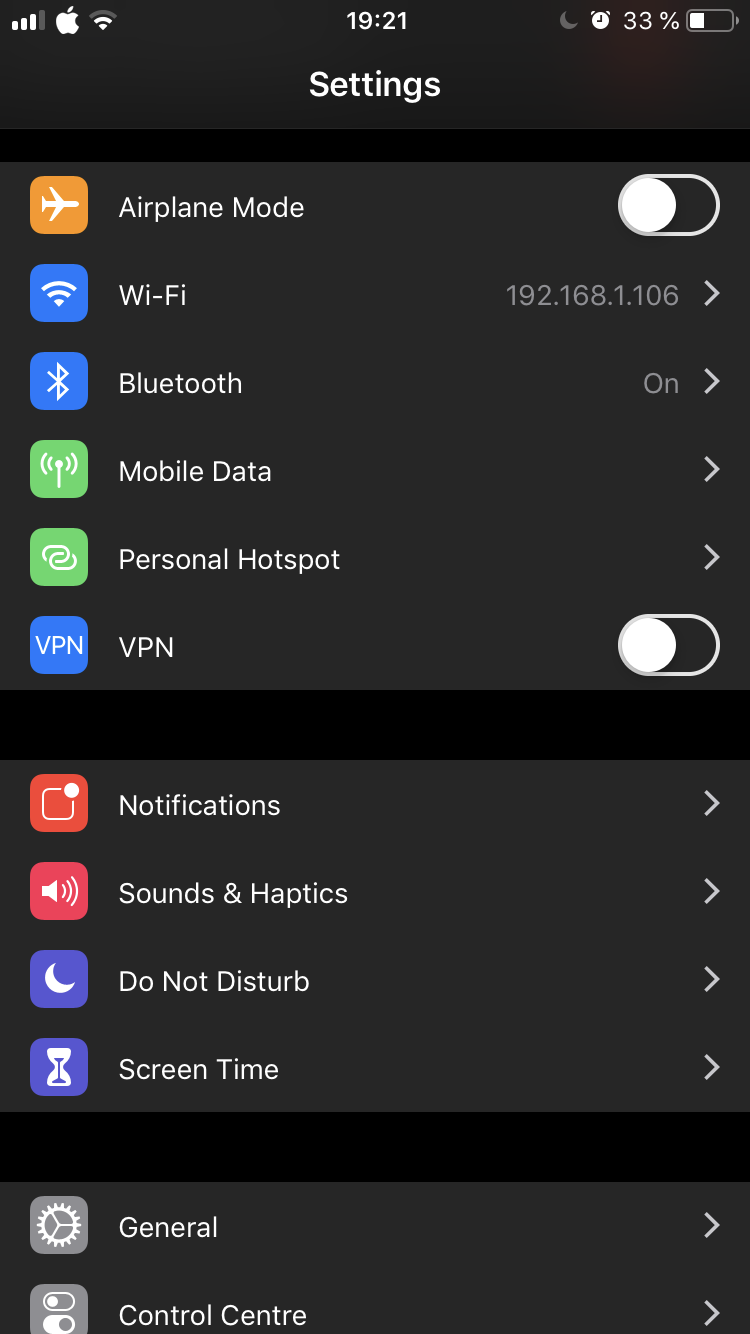 19:21
33 %
Settings
Airplane Mode
Wi-Fi 192.168.1.106
Bluetooth On
Mobile Data
Personal Hotspot
VPN VPN
Notifications
Sounds & Haptics
Do Not Disturb
Screen Time
General
Control Centre